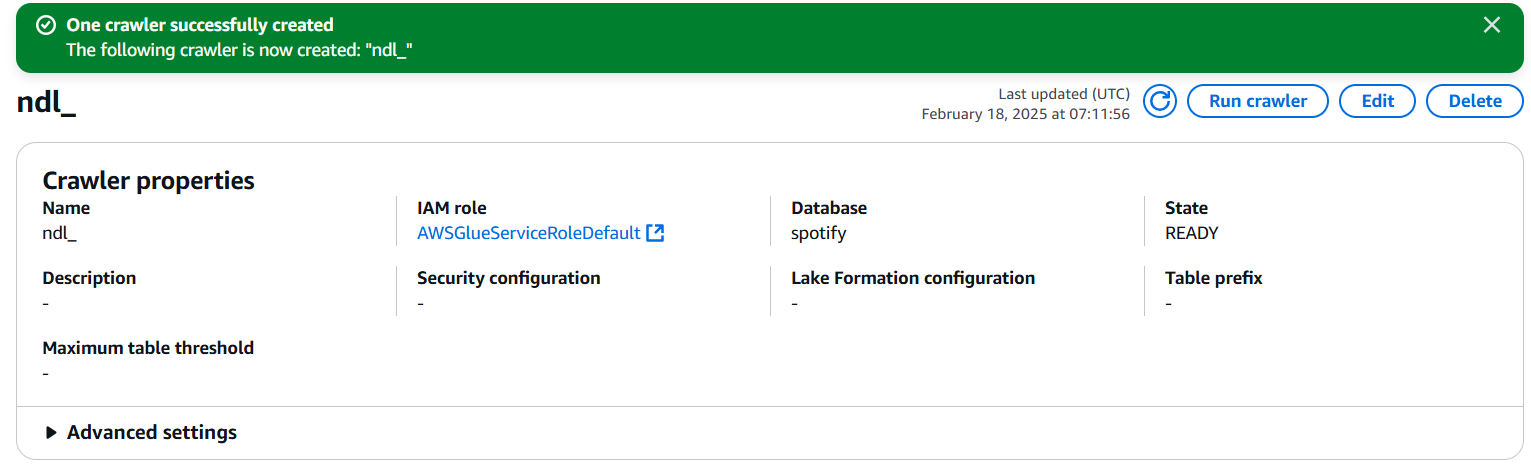 One crawler successfully created
The following crawler is now created: "ndl_"
ndl_
Last updated (UTC)
February 18, 2025 at 07:11:56
Run crawler
Edit
Delete
Crawler properties
Name
ndl_
IAM role
AWSGlueServiceRoleDefault
Database
spotify
State
READY
Description
-
Security configuration
-
Lake Formation configuration
-
Table prefix
-
Maximum table threshold
-
Advanced settings